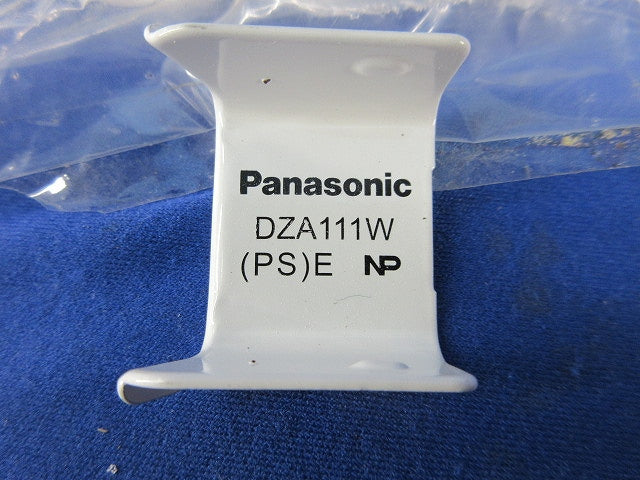 Panasonic
DZA111W
(PS)E NP